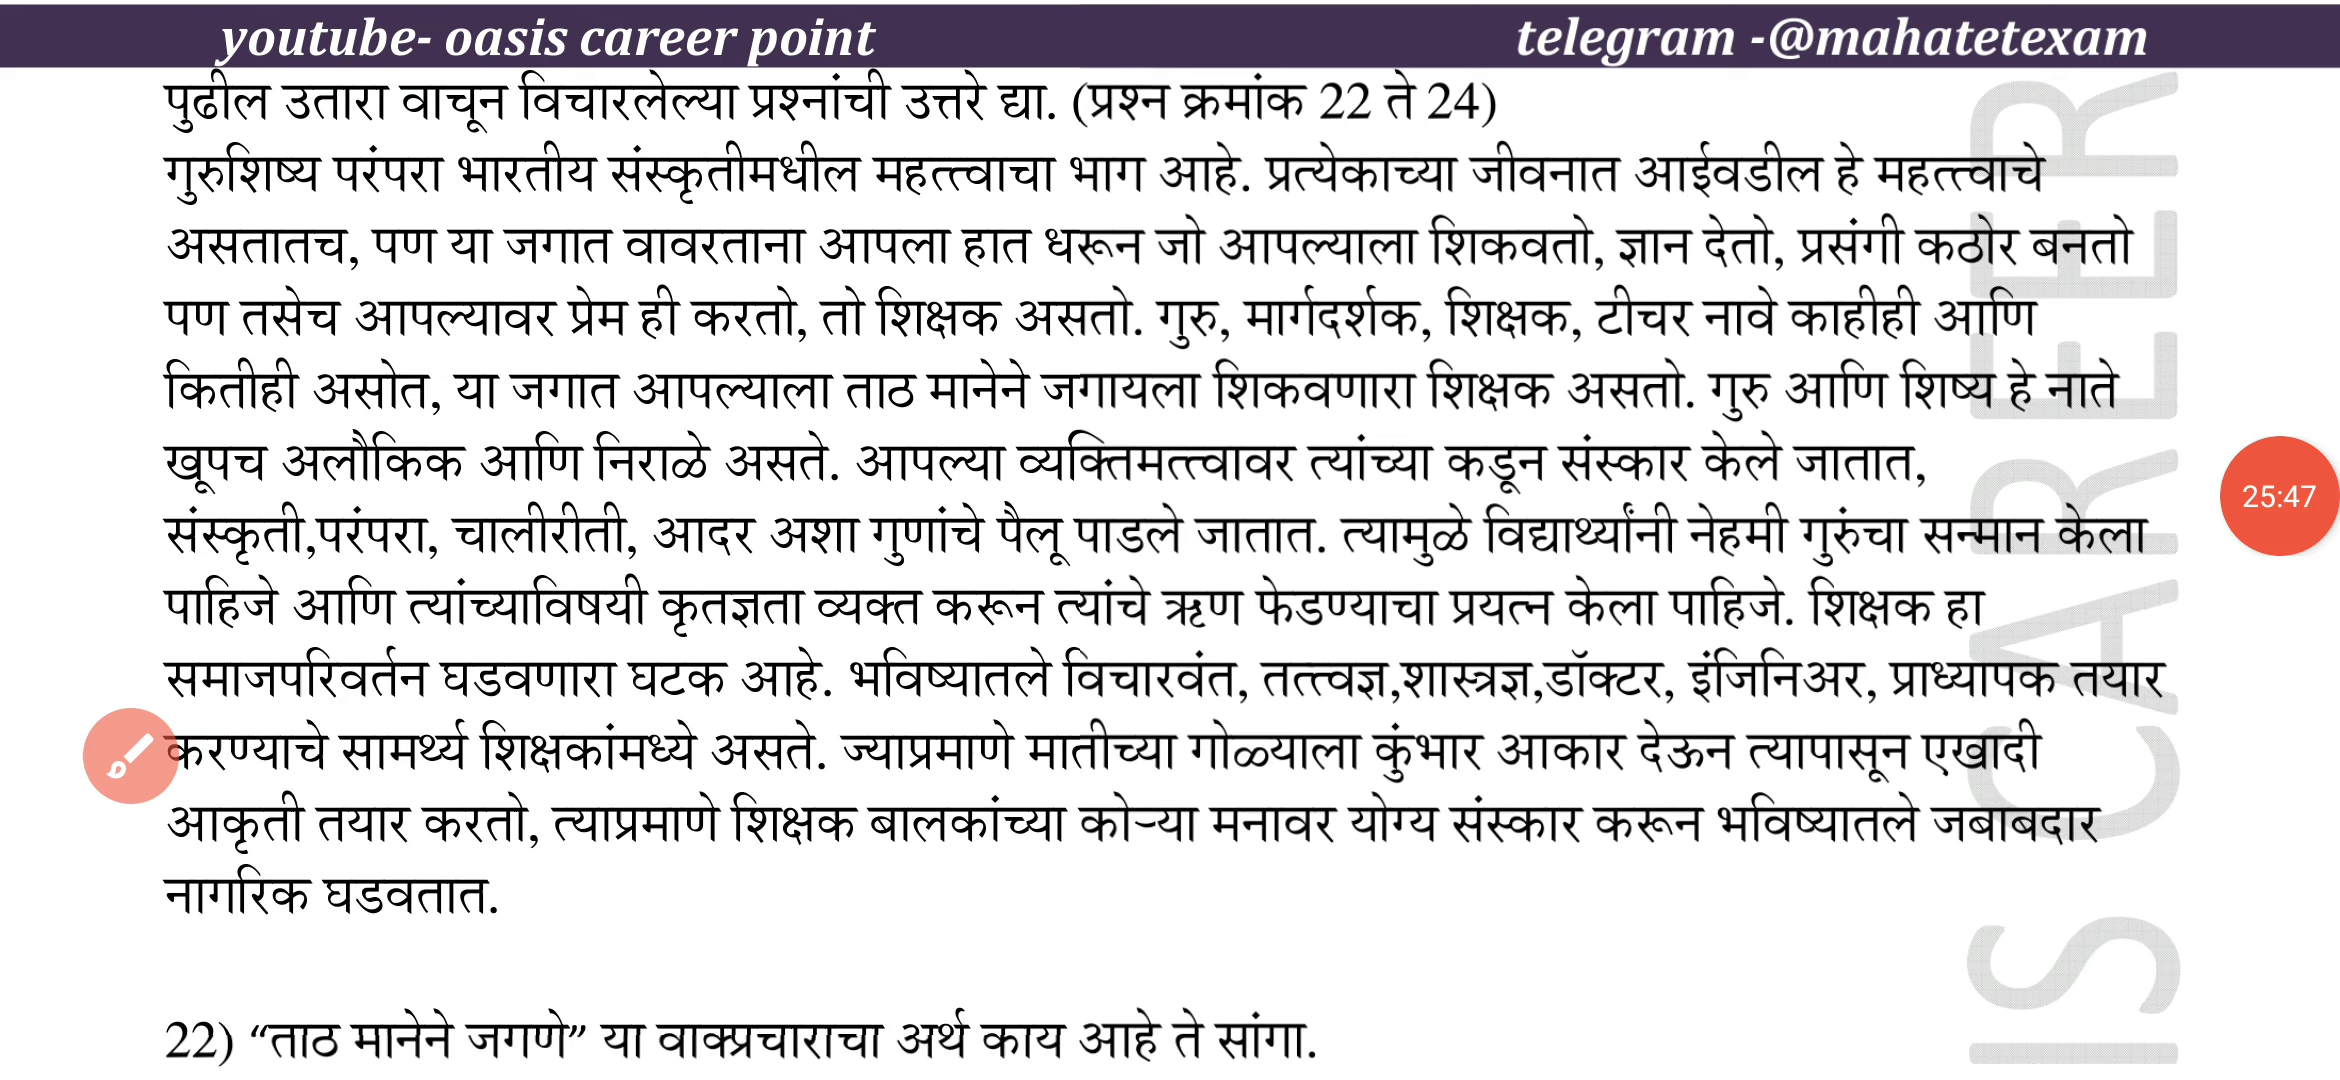 youtube- oasis career point telegram -@mahatetexam
पुढील उतारा वाचून विचारलेल्या प्रश्नांची उत्तरे द्या. (प्रश्न क्रमांक 22 ते 24)
गुरुशिष्य परंपरा भारतीय संस्कृतीमधील महत्त्वाचा भाग आहे. प्रत्येकाच्या जीवनात आईवडील हे महत्त्वाचे
असतातच, पण या जगात वावरताना आपला हात धरून जो आपल्याला शिकवतो, ज्ञान देतो, प्रसंगी कठोर बनतो
पण तसेच आपल्यावर प्रेम ही करतो, तो शिक्षक असतो. गुरु, मार्गदर्शक, शिक्षक, टीचर नावे काहीही आणि
कितीही असोत, या जगात आपल्याला ताठ मानेने जगायला शिकवणारा शिक्षक असतो. गुरु आणि शिष्य हे नाते
खूपच अलौकिक आणि निराळे असते. आपल्या व्यक्तिमत्त्वावर त्यांच्या कडून संस्कार केले जातात,
संस्कृती,परंपरा, चालीरीती, आदर अशा गुणांचे पैलू पाडले जातात. त्यामुळे विद्यार्थ्यांनी नेहमी गुरुंचा सन्मान केला
पाहिजे आणि त्यांच्याविषयी कृतज्ञता व्यक्त करून त्यांचे ऋण फेडण्याचा प्रयत्न केला पाहिजे. शिक्षक हा
समाजपरिवर्तन घडवणारा घटक आहे. भविष्यातले विचारवंत, तत्त्वज्ञ,शास्त्रज्ञ,डॉक्टर, इंजिनिअर, प्राध्यापक तयार
करण्याचे सामर्थ्य शिक्षकांमध्ये असते. ज्याप्रमाणे मातीच्या गोळ्याला कुंभार आकार देऊन त्यापासून एखादी
आकृती तयार करतो, त्याप्रमाणे शिक्षक बालकांच्या कोऱ्या मनावर योग्य संस्कार करून भविष्यातले जबाबदार
नागरिक घडवतात.
22) “ताठ मानेने जगणे” या वाक्प्रचाराचा अर्थ काय आहे ते सांगा.
25:47
IS CAREER